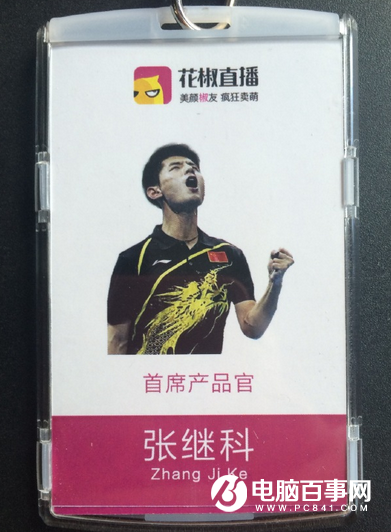 花椒直播
美颜椒友 疯狂卖萌
首席产品官
张继科
Zhang Ji Ke
电脑百事网
WWW.PC841.COM